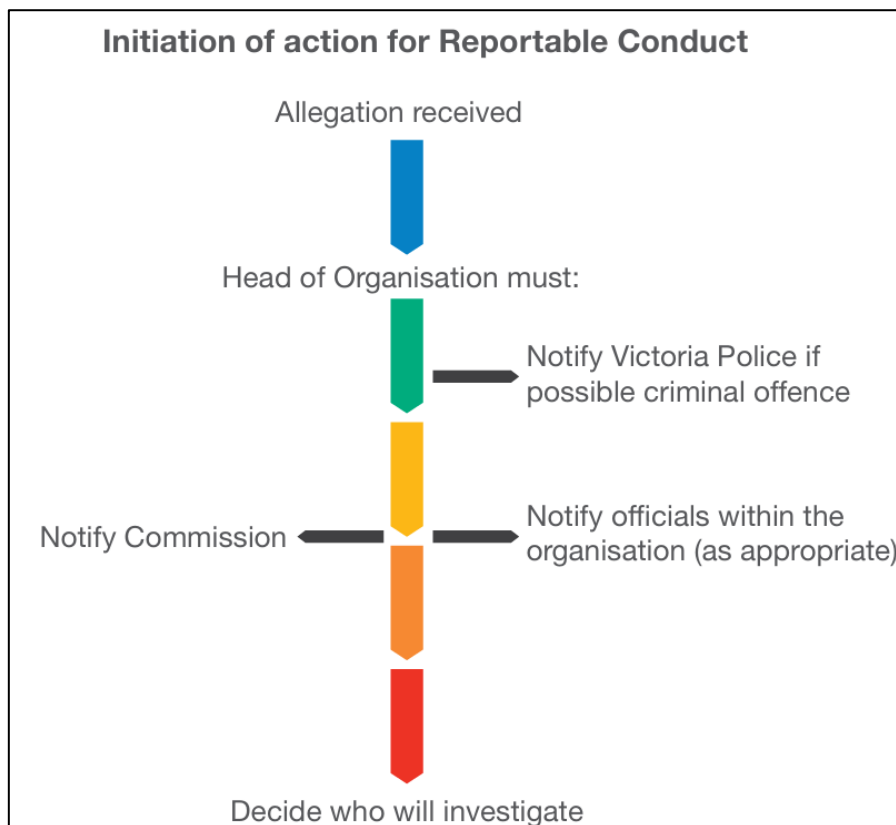 Initiation of action for Reportable Conduct
Allegation received
Head of Organisation must:
Notify Victoria Police if
possible criminal offence
Notify Commission
Notify officials within the
organisation (as appropriate)
Decide who will investigate